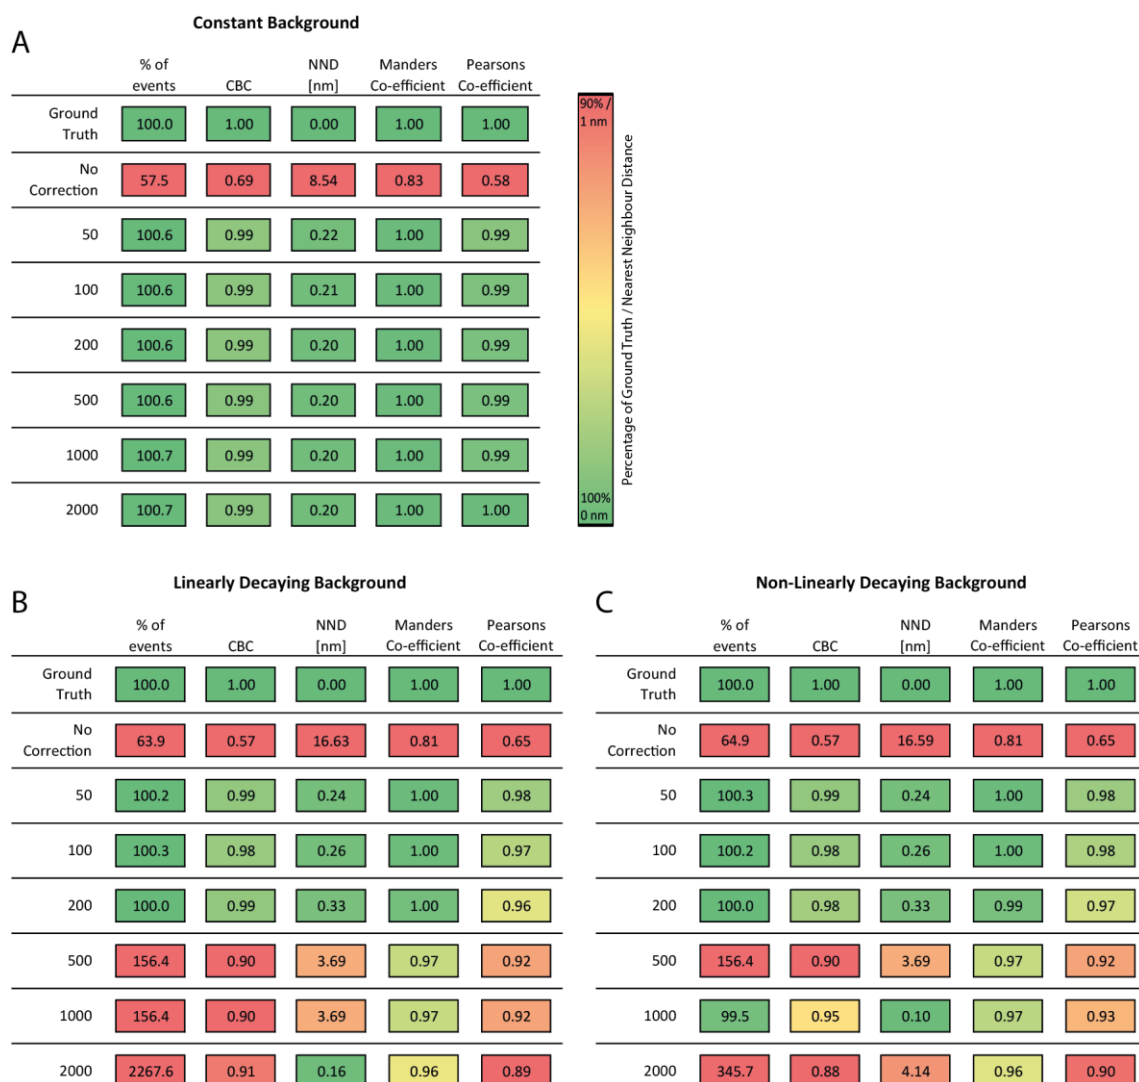 Constant Background
A
% of events CBC NND [nm] Manders Co-efficient Pearsons Co-efficient
Ground Truth 100.0 1.00 0.00 1.00 1.00
No Correction 57.5 0.69 8.54 0.83 0.58
50 100.6 0.99 0.22 1.00 0.99
100 100.6 0.99 0.21 1.00 0.99
200 100.6 0.99 0.20 1.00 0.99
500 100.6 0.99 0.20 1.00 0.99
1000 100.7 0.99 0.20 1.00 0.99
2000 100.7 0.99 0.20 1.00 1.00
90% /
1 nm
Percentage of Ground Truth / Nearest Neighbour Distance
100%
0 nm
Linearly Decaying Background
B
% of events CBC NND [nm] Manders Co-efficient Pearsons Co-efficient
Ground Truth 100.0 1.00 0.00 1.00 1.00
No Correction 63.9 0.57 16.63 0.81 0.65
50 100.2 0.99 0.24 1.00 0.98
100 100.3 0.98 0.26 1.00 0.97
200 100.0 0.99 0.33 1.00 0.96
500 156.4 0.90 3.69 0.97 0.92
1000 156.4 0.90 3.69 0.97 0.92
2000 2267.6 0.91 0.16 0.96 0.89
Non-Linearly Decaying Background
C
% of events CBC NND [nm] Manders Co-efficient Pearsons Co-efficient
Ground Truth 100.0 1.00 0.00 1.00 1.00
No Correction 64.9 0.57 16.59 0.81 0.65
50 100.3 0.99 0.24 1.00 0.98
100 100.2 0.98 0.26 1.00 0.98
200 100.0 0.98 0.33 0.99 0.97
500 156.4 0.90 3.69 0.97 0.92
1000 99.5 0.95 0.10 0.97 0.93
2000 345.7 0.88 4.14 0.96 0.90